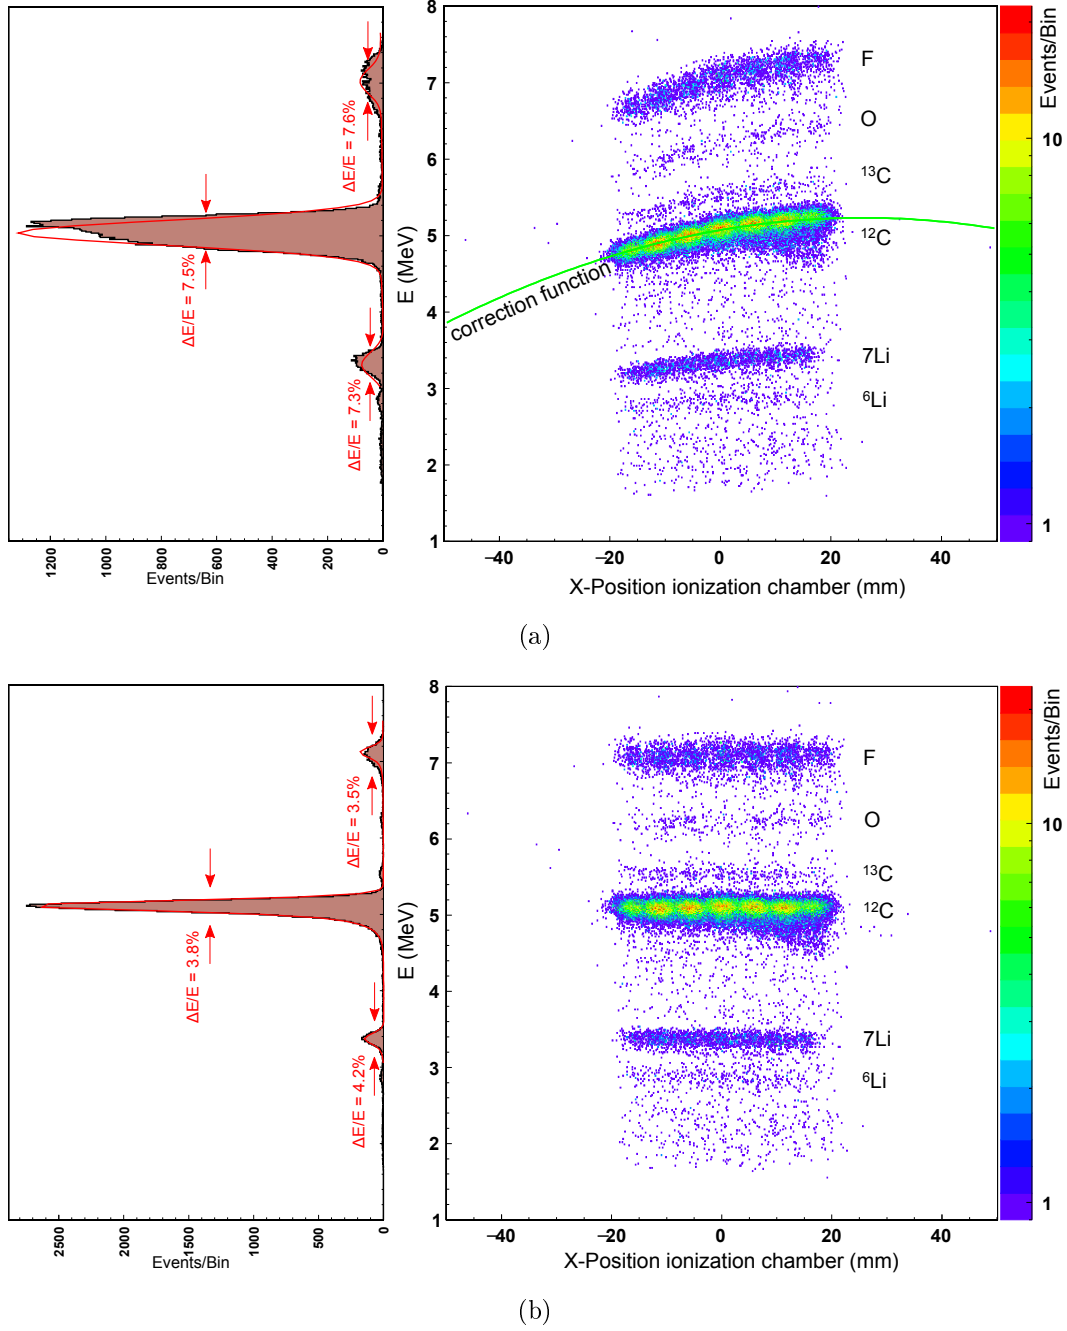 8
7
6
5
4
3
2
1
E (MeV)
ΔE/E = 7.6%
ΔE/E = 7.5%
ΔE/E = 7.3%
1200
1000
800
600
400
200
0
Events/Bin
F
O
¹³C
¹²C
7Li
⁶Li
correction function
−40
−20
0
20
40
X-Position ionization chamber (mm)
Events/Bin
10
1
(a)
8
7
6
5
4
3
2
1
E (MeV)
ΔE/E = 3.5%
ΔE/E = 3.8%
ΔE/E = 4.2%
2500
2000
1500
1000
500
0
Events/Bin
F
O
¹³C
¹²C
7Li
⁶Li
−40
−20
0
20
40
X-Position ionization chamber (mm)
Events/Bin
10
1
(b)